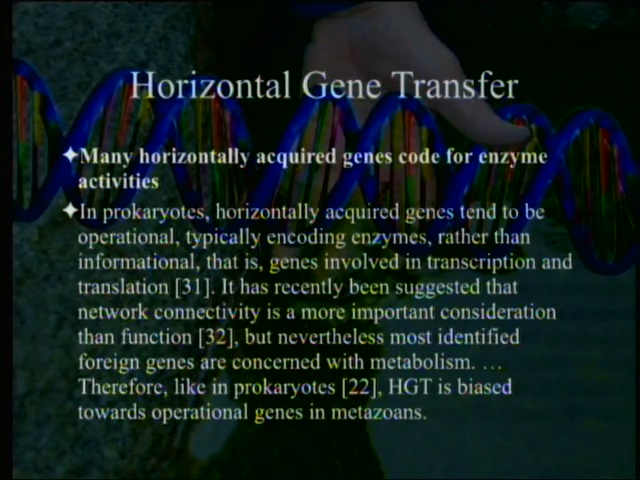 Horizontal Gene Transfer
✦Many horizontally acquired genes code for enzyme
activities
✦In prokaryotes, horizontally acquired genes tend to be
operational, typically encoding enzymes, rather than
informational, that is, genes involved in transcription and
translation [31]. It has recently been suggested that
network connectivity is a more important consideration
than function [32], but nevertheless most identified
foreign genes are concerned with metabolism. …
Therefore, like in prokaryotes [22], HGT is biased
towards operational genes in metazoans.